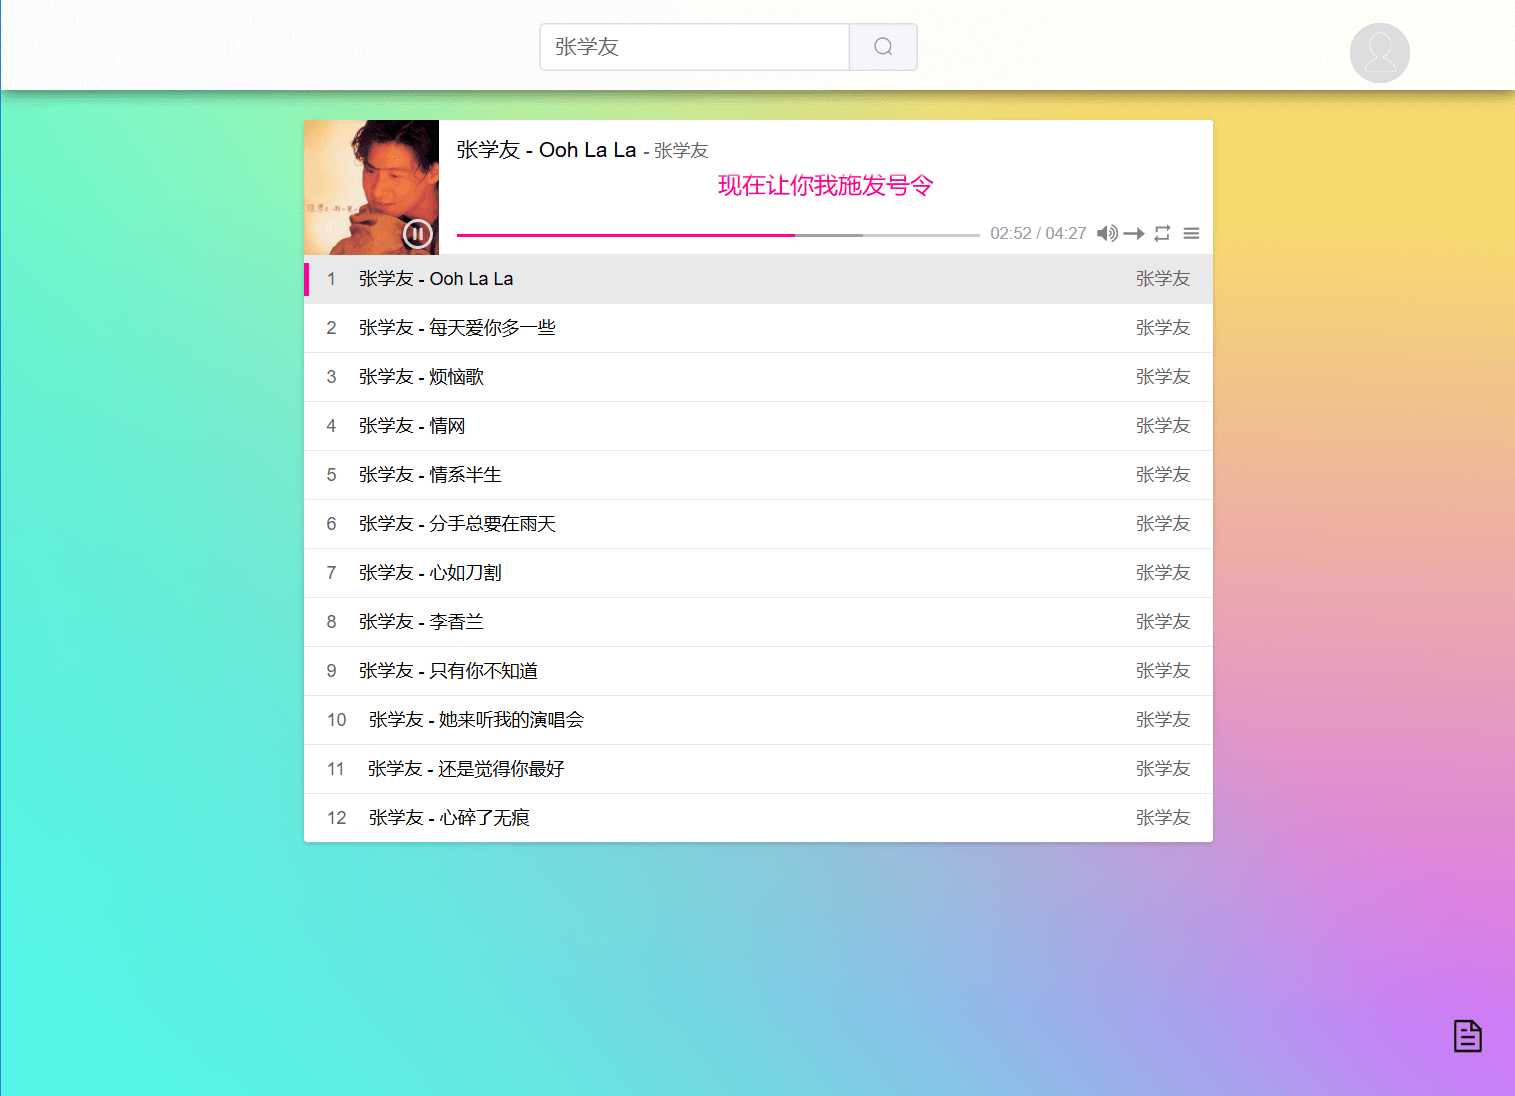 张学友
张学友 - Ooh La La - 张学友
现在让你我施发号令
02:52 / 04:27
1 张学友 - Ooh La La 张学友
2 张学友 - 每天爱你多一些 张学友
3 张学友 - 烦恼歌 张学友
4 张学友 - 情网 张学友
5 张学友 - 情系半生 张学友
6 张学友 - 分手总要在雨天 张学友
7 张学友 - 心如刀割 张学友
8 张学友 - 李香兰 张学友
9 张学友 - 只有你不知道 张学友
10 张学友 - 她来听我的演唱会 张学友
11 张学友 - 还是觉得你最好 张学友
12 张学友 - 心碎了无痕 张学友